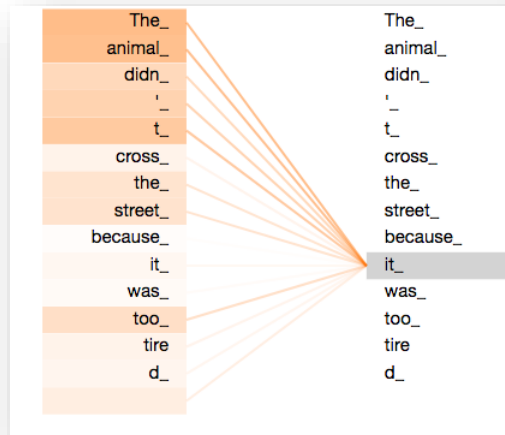 The_ The_
animal_ animal_
didn_ didn_
'_ '_
t_ t_
cross_ cross_
the_ the_
street_ street_
because_ because_
it_ it_
was_ was_
too_ too_
tire tire
d_ d_